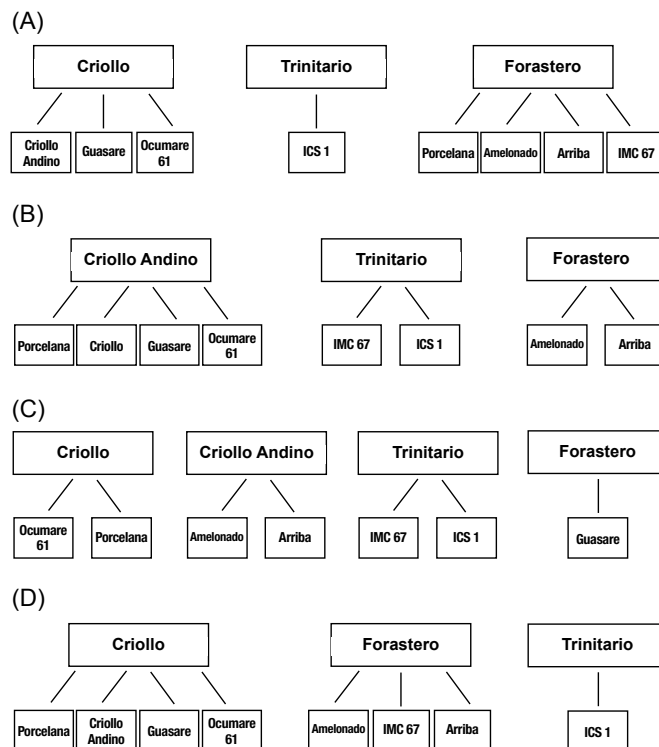 (A)
Criollo Trinitario Forastero
Criollo Andino Guasare Ocumare 61 ICS 1 Porcelana Amelonado Arriba IMC 67
(B)
Criollo Andino Trinitario Forastero
Porcelana Criollo Guasare Ocumare 61 IMC 67 ICS 1 Amelonado Arriba
(C)
Criollo Criollo Andino Trinitario Forastero
Ocumare 61 Porcelana Amelonado Arriba IMC 67 ICS 1 Guasare
(D)
Criollo Forastero Trinitario
Porcelana Criollo Andino Guasare Ocumare 61 Amelonado IMC 67 Arriba ICS 1